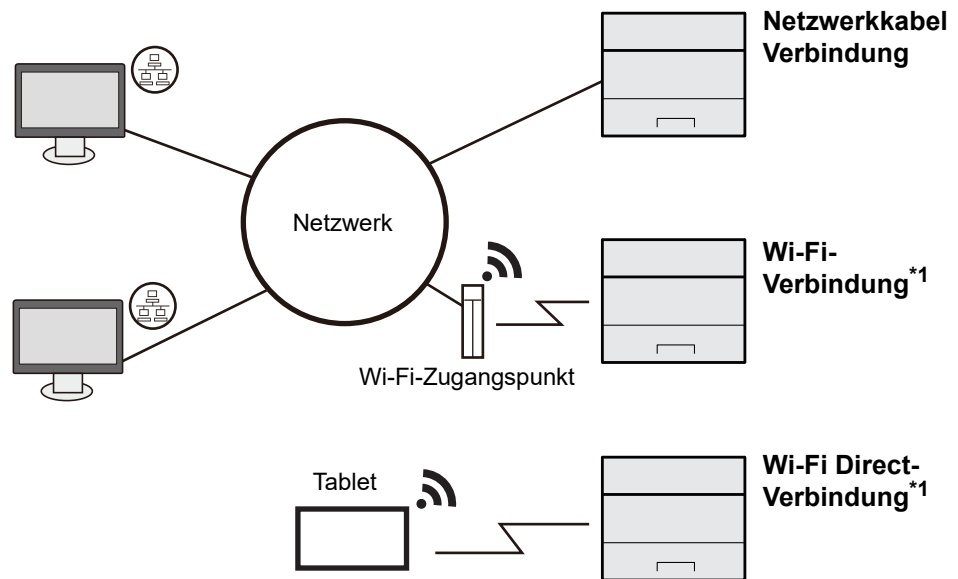 Netzwerkkabel
Verbindung
Netzwerk
Wi-Fi-
Verbindung*1
Wi-Fi-Zugangspunkt
Wi-Fi Direct-
Verbindung*1
Tablet